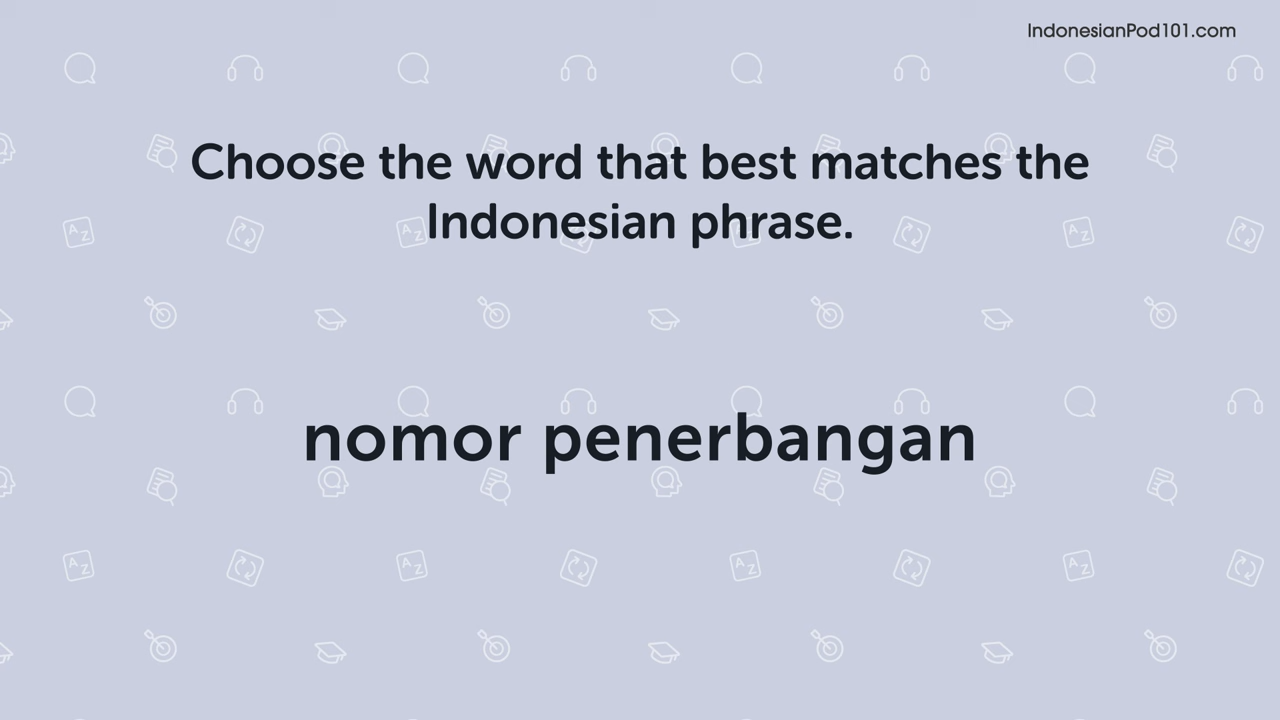 IndonesianPod101.com
Choose the word that best matches the
Indonesian phrase.
nomor penerbangan